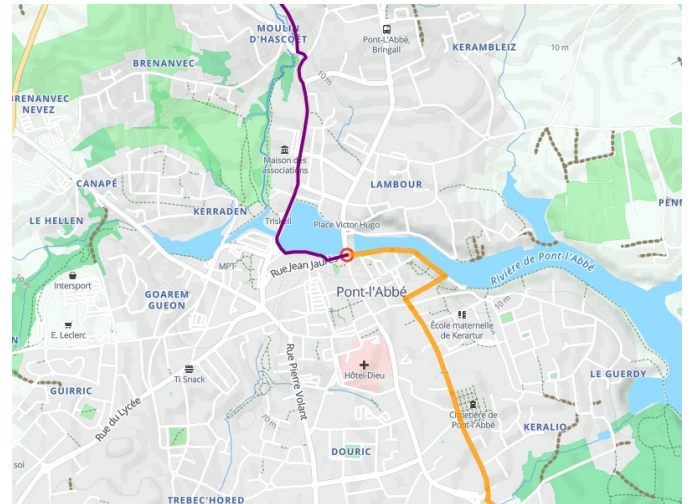 MOULIN
D'HASCOËT
Pont-L'Abbé,
Bringall
KERAMBLEIZ
10 m
BRENANVEC
10 m
BRENANVEC
NEVEZ
Maison des
associations
CANAPÉ
LAMBOUR
PENN
LE HELLEN
KERRADEN
Triskell
Place Victor Hugo
Rivière de Pont-l'Abbé
MPT
Rue Jean Jaurès
Intersport
GOAREM
GUEON
Pont-l'Abbé
10 m
E. Leclerc
École maternelle
de Kerartur
Rue Pierre Volant
Ti Snack
Hôtel-Dieu
LE GUERDY
GUIRRIC
Rue du Lycée
10 m
Cimetière de
Pont-l'Abbé
KERALIO
soi
DOURIC
TREBEC'HORED